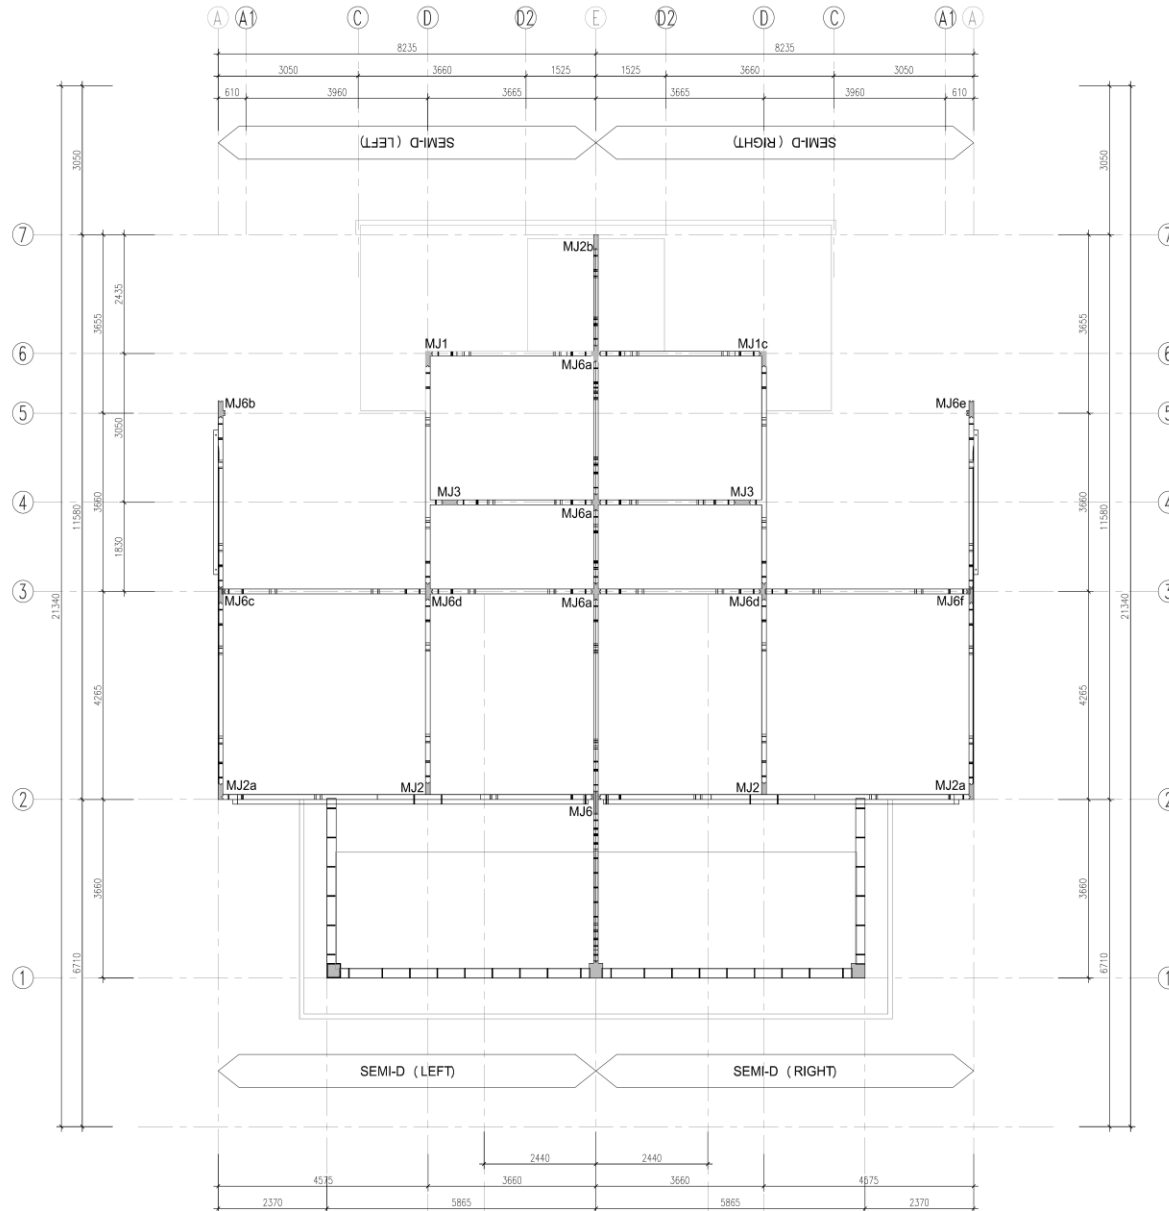 A A1 C D D2 E D2 D C A1 A
8235 8235
3050 3660 1525 1525 3660 3050
610 3960 3665 3665 3960 610
SEMI-D (LEFT) SEMI-D (RIGHT)
3050 3050
7 MJ2b 7
2435
3655 3655
MJ1 MJ1c
6 MJ6a 6
MJ6b MJ6e
5 5
3050
MJ3 MJ3
4 MJ6a 4
3660 3660
11580 11580
1830
3 3
MJ6c MJ6d MJ6a MJ6d MJ6f
21340 21340
4265 4265
MJ2a MJ2 MJ2 MJ2a
2 MJ6 2
3660 3660
6710 6710
1 1
SEMI-D (LEFT) SEMI-D (RIGHT)
2440 2440
4575 3660 3660 4575
2370 5865 5865 2370